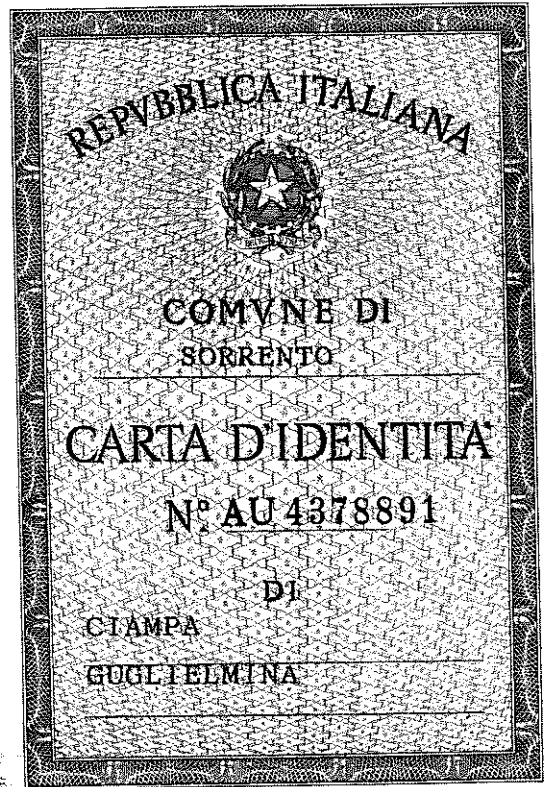 REPVBBLICA ITALIANA
COMVNE DI
SORRENTO
CARTA D'IDENTITA'
N° AU 4378891
DI
CIAMPA
GUGLIELMINA